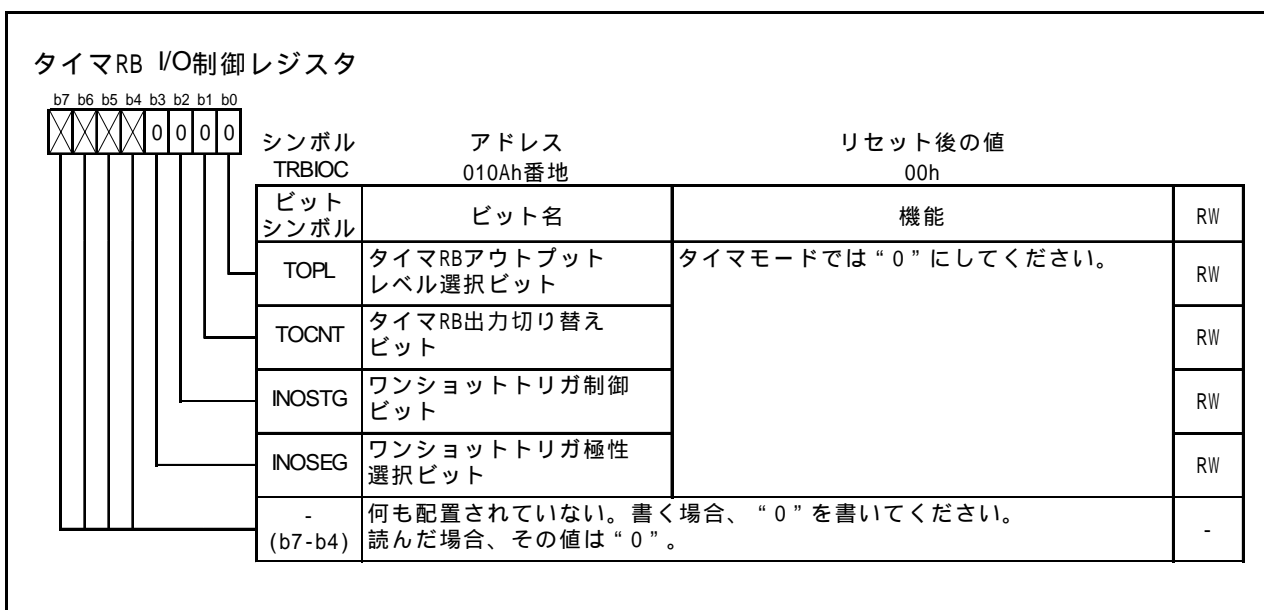 タイマRB I/O制御レジスタ
b7 b6 b5 b4 b3 b2 b1 b0
0 0 0 0
シンボル アドレス リセット後の値
TRBIOC 010Ah番地 00h
ビット
シンボル
ビット名 機能 RW
TOPL
タイマRBアウトプット
レベル選択ビット
タイマモードでは“0”にしてください。
RW
TOCNT
タイマRB出力切り替え
ビット
RW
INOSTG
ワンショットトリガ制御
ビット
RW
INOSEG
ワンショットトリガ極性
選択ビット
RW
-
(b7-b4)
何も配置されていない。書く場合、“0”を書いてください。
読んだ場合、その値は“0”。
-